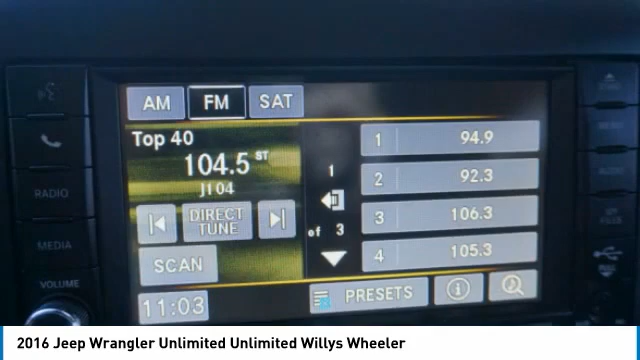 AM FM SAT
Top 40
104.5 ST
J104
DIRECT
TUNE
SCAN
11:03
1
of 3
1 94.9
2 92.3
3 106.3
4 105.3
PRESETS
RADIO
MEDIA
VOLUME
2016 Jeep Wrangler Unlimited Unlimited Willys Wheeler